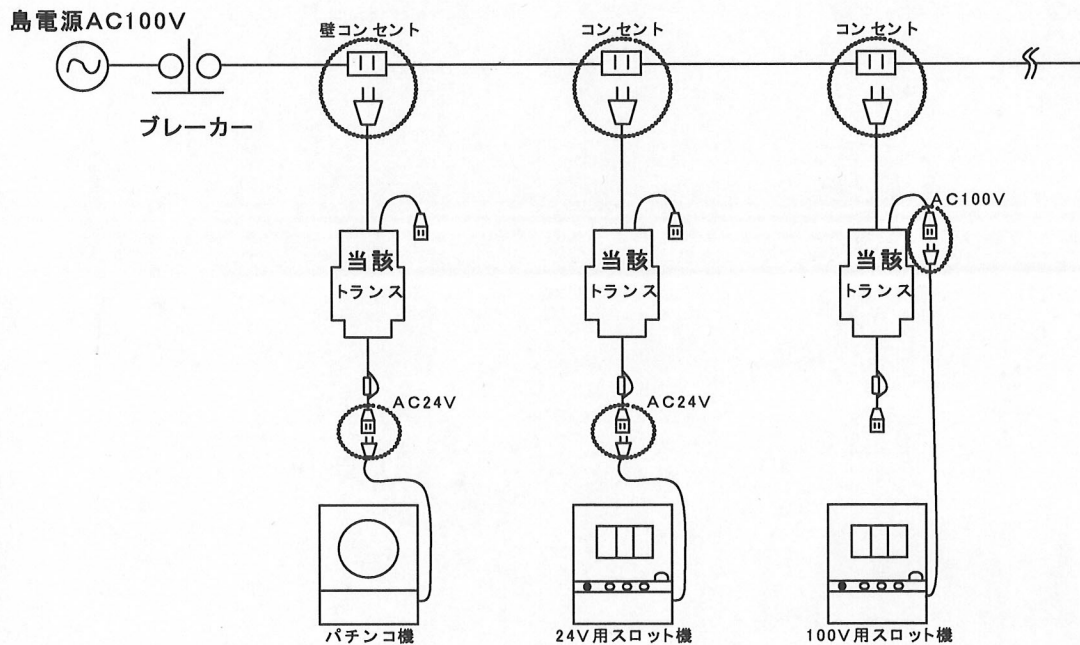 島電源AC100V
壁コンセント
コンセント
コンセント
ブレーカー
AC100V
当該
トランス
当該
トランス
当該
トランス
AC24V
AC24V
パチンコ機
24V用スロット機
100V用スロット機